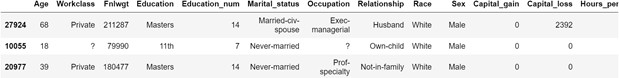 Age Workclass Fnlwgt Education Education_num Marital_status Occupation Relationship Race Sex Capital_gain Capital_loss Hours_per
27924 68 Private 211287 Masters 14 Married-civ-spouse Exec-managerial Husband White Male 0 2392
10055 18 ? 79990 11th 7 Never-married ? Own-child White Male 0 0
20977 39 Private 180477 Masters 14 Never-married Prof-specialty Not-in-family White Male 0 0